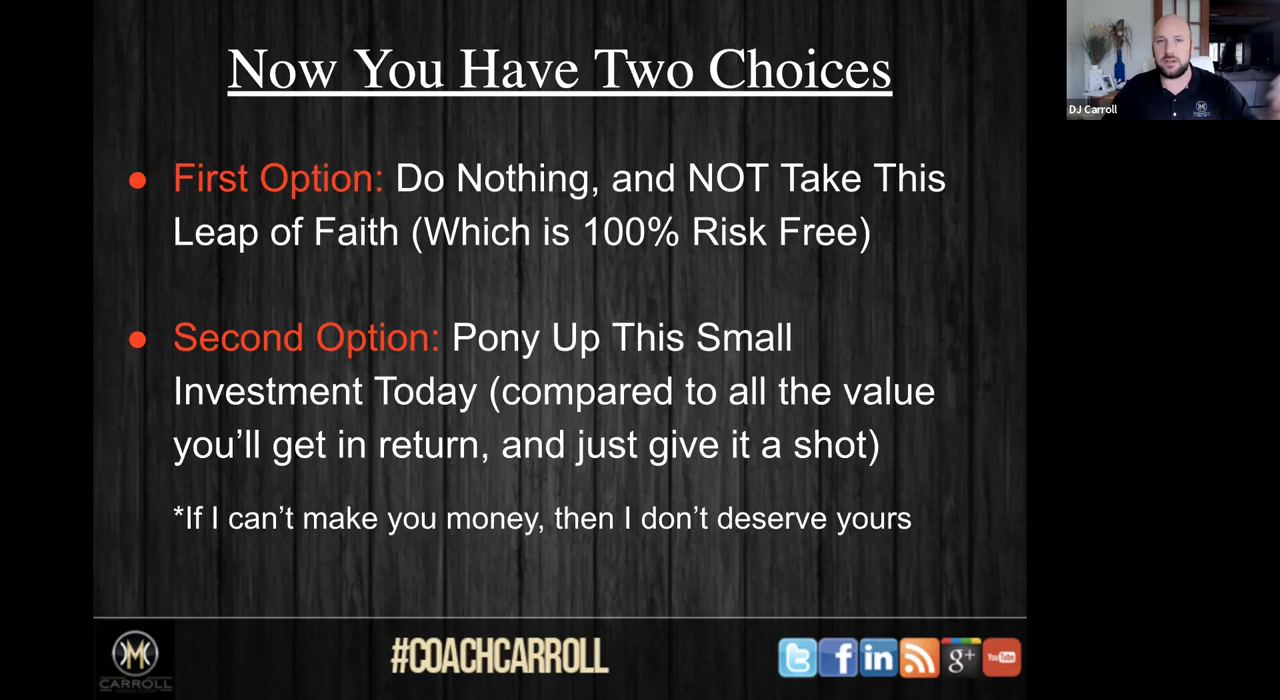 Now You Have Two Choices
DJ Carroll
● First Option: Do Nothing, and NOT Take This
Leap of Faith (Which is 100% Risk Free)
● Second Option: Pony Up This Small
Investment Today (compared to all the value
you’ll get in return, and just give it a shot)
*If I can’t make you money, then I don’t deserve yours
CARROLL
#COACHCARROLL
g+
You Tube